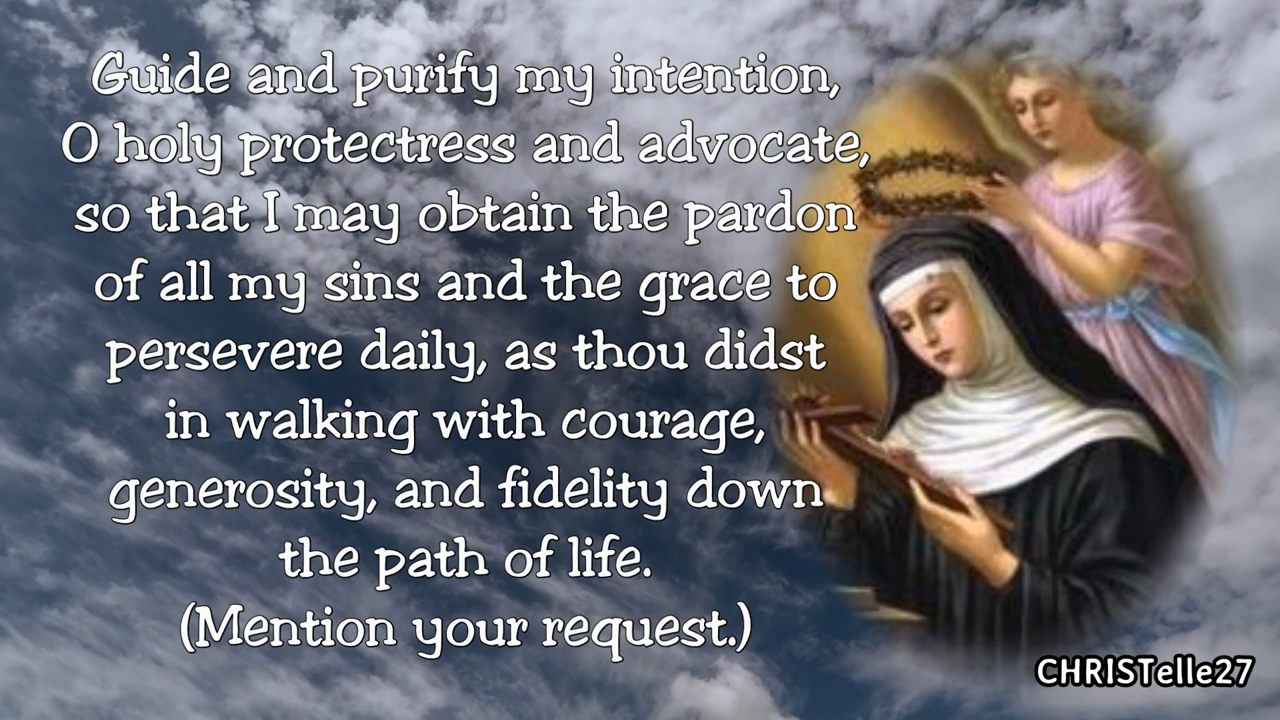 Guide and purify my intention,
O holy protectress and advocate,
so that I may obtain the pardon
of all my sins and the grace to
persevere daily, as thou didst
in walking with courage,
generosity, and fidelity down
the path of life.
(Mention your request.)
CHRISTelle27